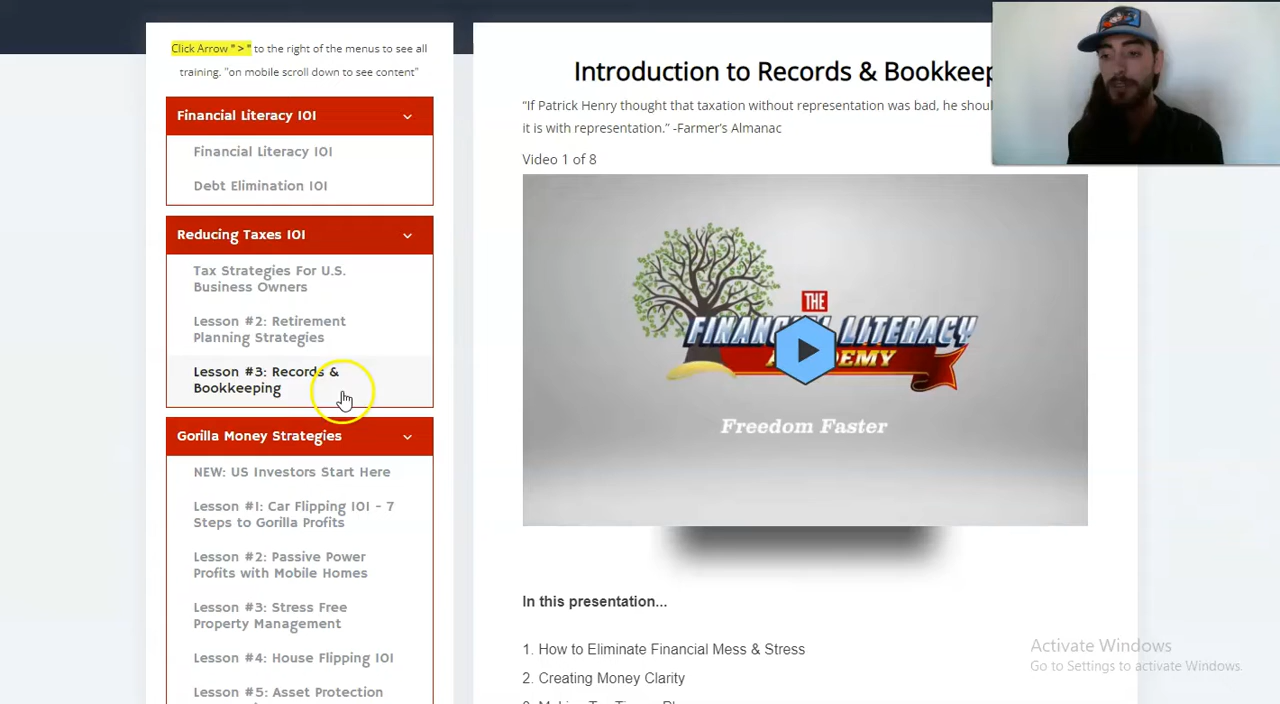 Click Arrow " > " to the right of the menus to see all
training. "on mobile scroll down to see content"
Financial Literacy 101
Financial Literacy 101
Debt Elimination 101
Reducing Taxes 101
Tax Strategies For U.S.
Business Owners
Lesson #2: Retirement
Planning Strategies
Lesson #3: Records &
Bookkeeping
Gorilla Money Strategies
NEW: US Investors Start Here
Lesson #1: Car Flipping 101 - 7
Steps to Gorilla Profits
Lesson #2: Passive Power
Profits with Mobile Homes
Lesson #3: Stress Free
Property Management
Lesson #4: House Flipping 101
Lesson #5: Asset Protection
Introduction to Records & Bookkeep
“If Patrick Henry thought that taxation without representation was bad, he shou
it is with representation.” -Farmer’s Almanac
Video 1 of 8
THE
FINANCIAL LITERACY
ACADEMY
Freedom Faster
In this presentation...
1. How to Eliminate Financial Mess & Stress
2. Creating Money Clarity
Activate Windows
Go to Settings to activate Windows.